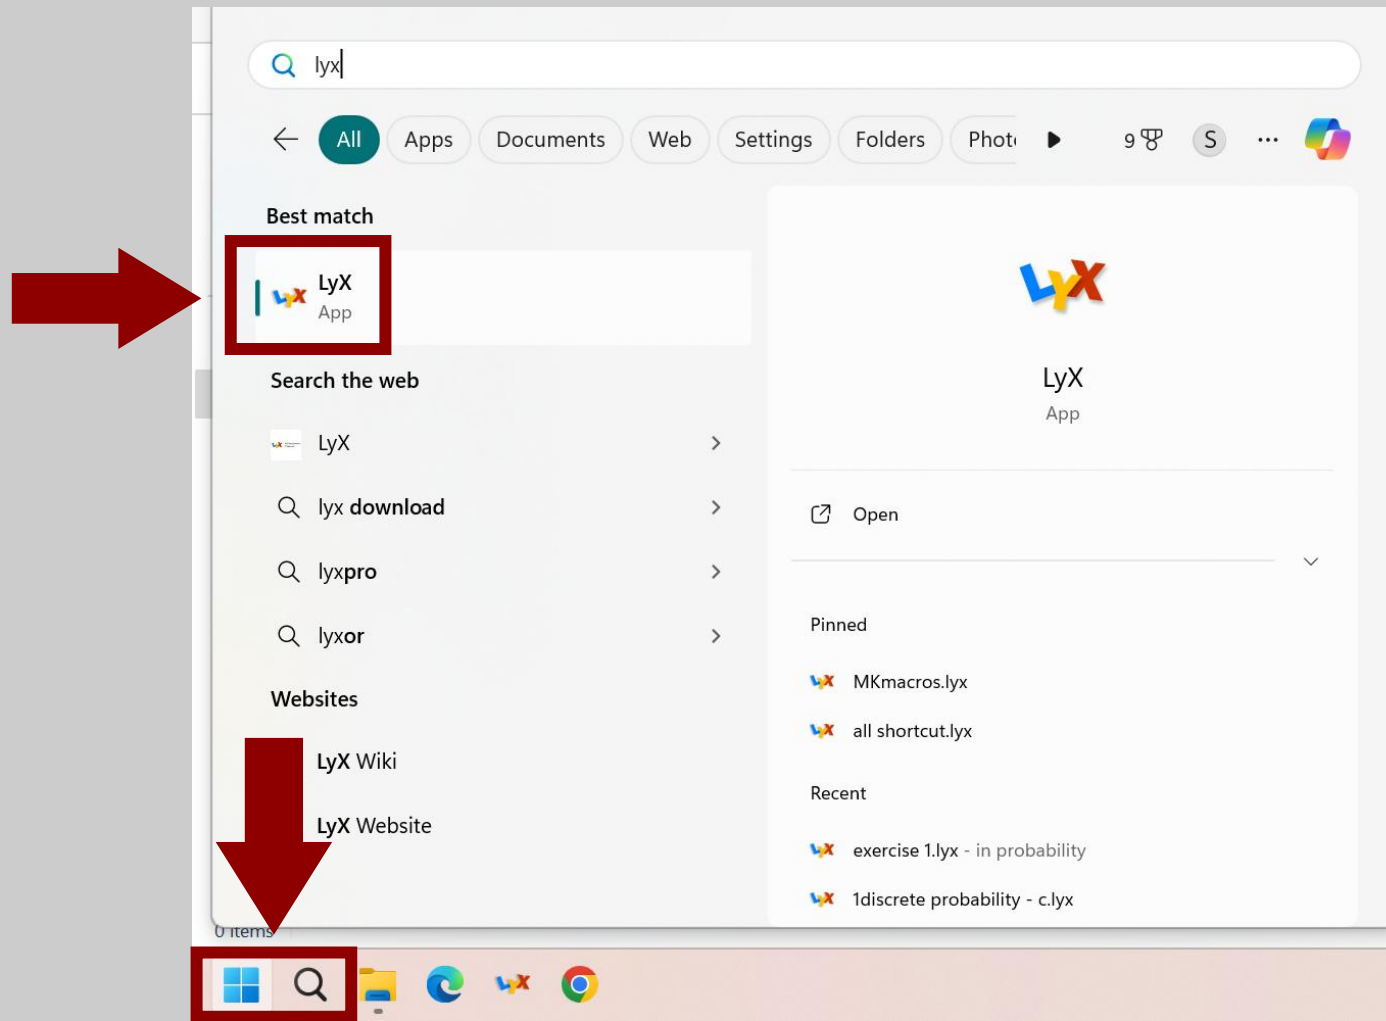 lyx
All Apps Documents Web Settings Folders Phot 9 S ...
Best match
LyX
App
Search the web
LyX
lyx download
lyxpro
lyxor
Websites
LyX Wiki
LyX Website
LyX
LyX
App
Open
Pinned
MKmacros.lyx
all shortcut.lyx
Recent
exercise 1.lyx - in probability
1discrete probability - c.lyx
0 items